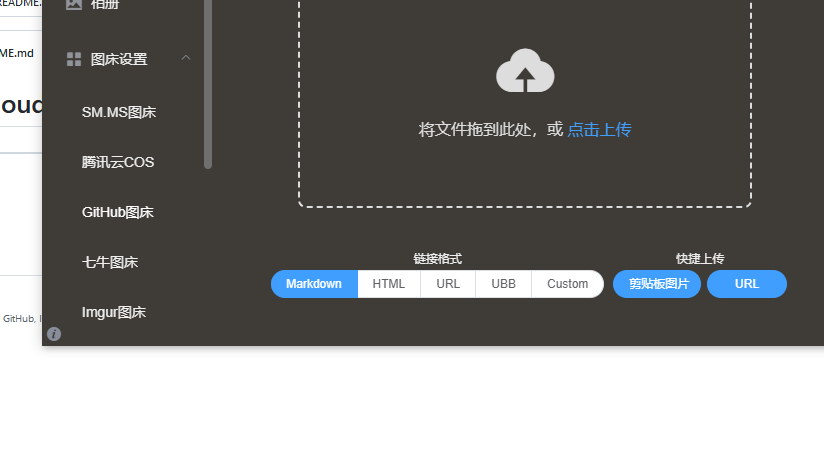 README.
相册
ME.md
图床设置
oud
SM.MS图床
腾讯云COS
GitHub图床
七牛图床
Imgur图床
GitHub,
将文件拖到此处，或 点击上传
链接格式
快捷上传
Markdown HTML URL UBB Custom
剪贴板图片 URL